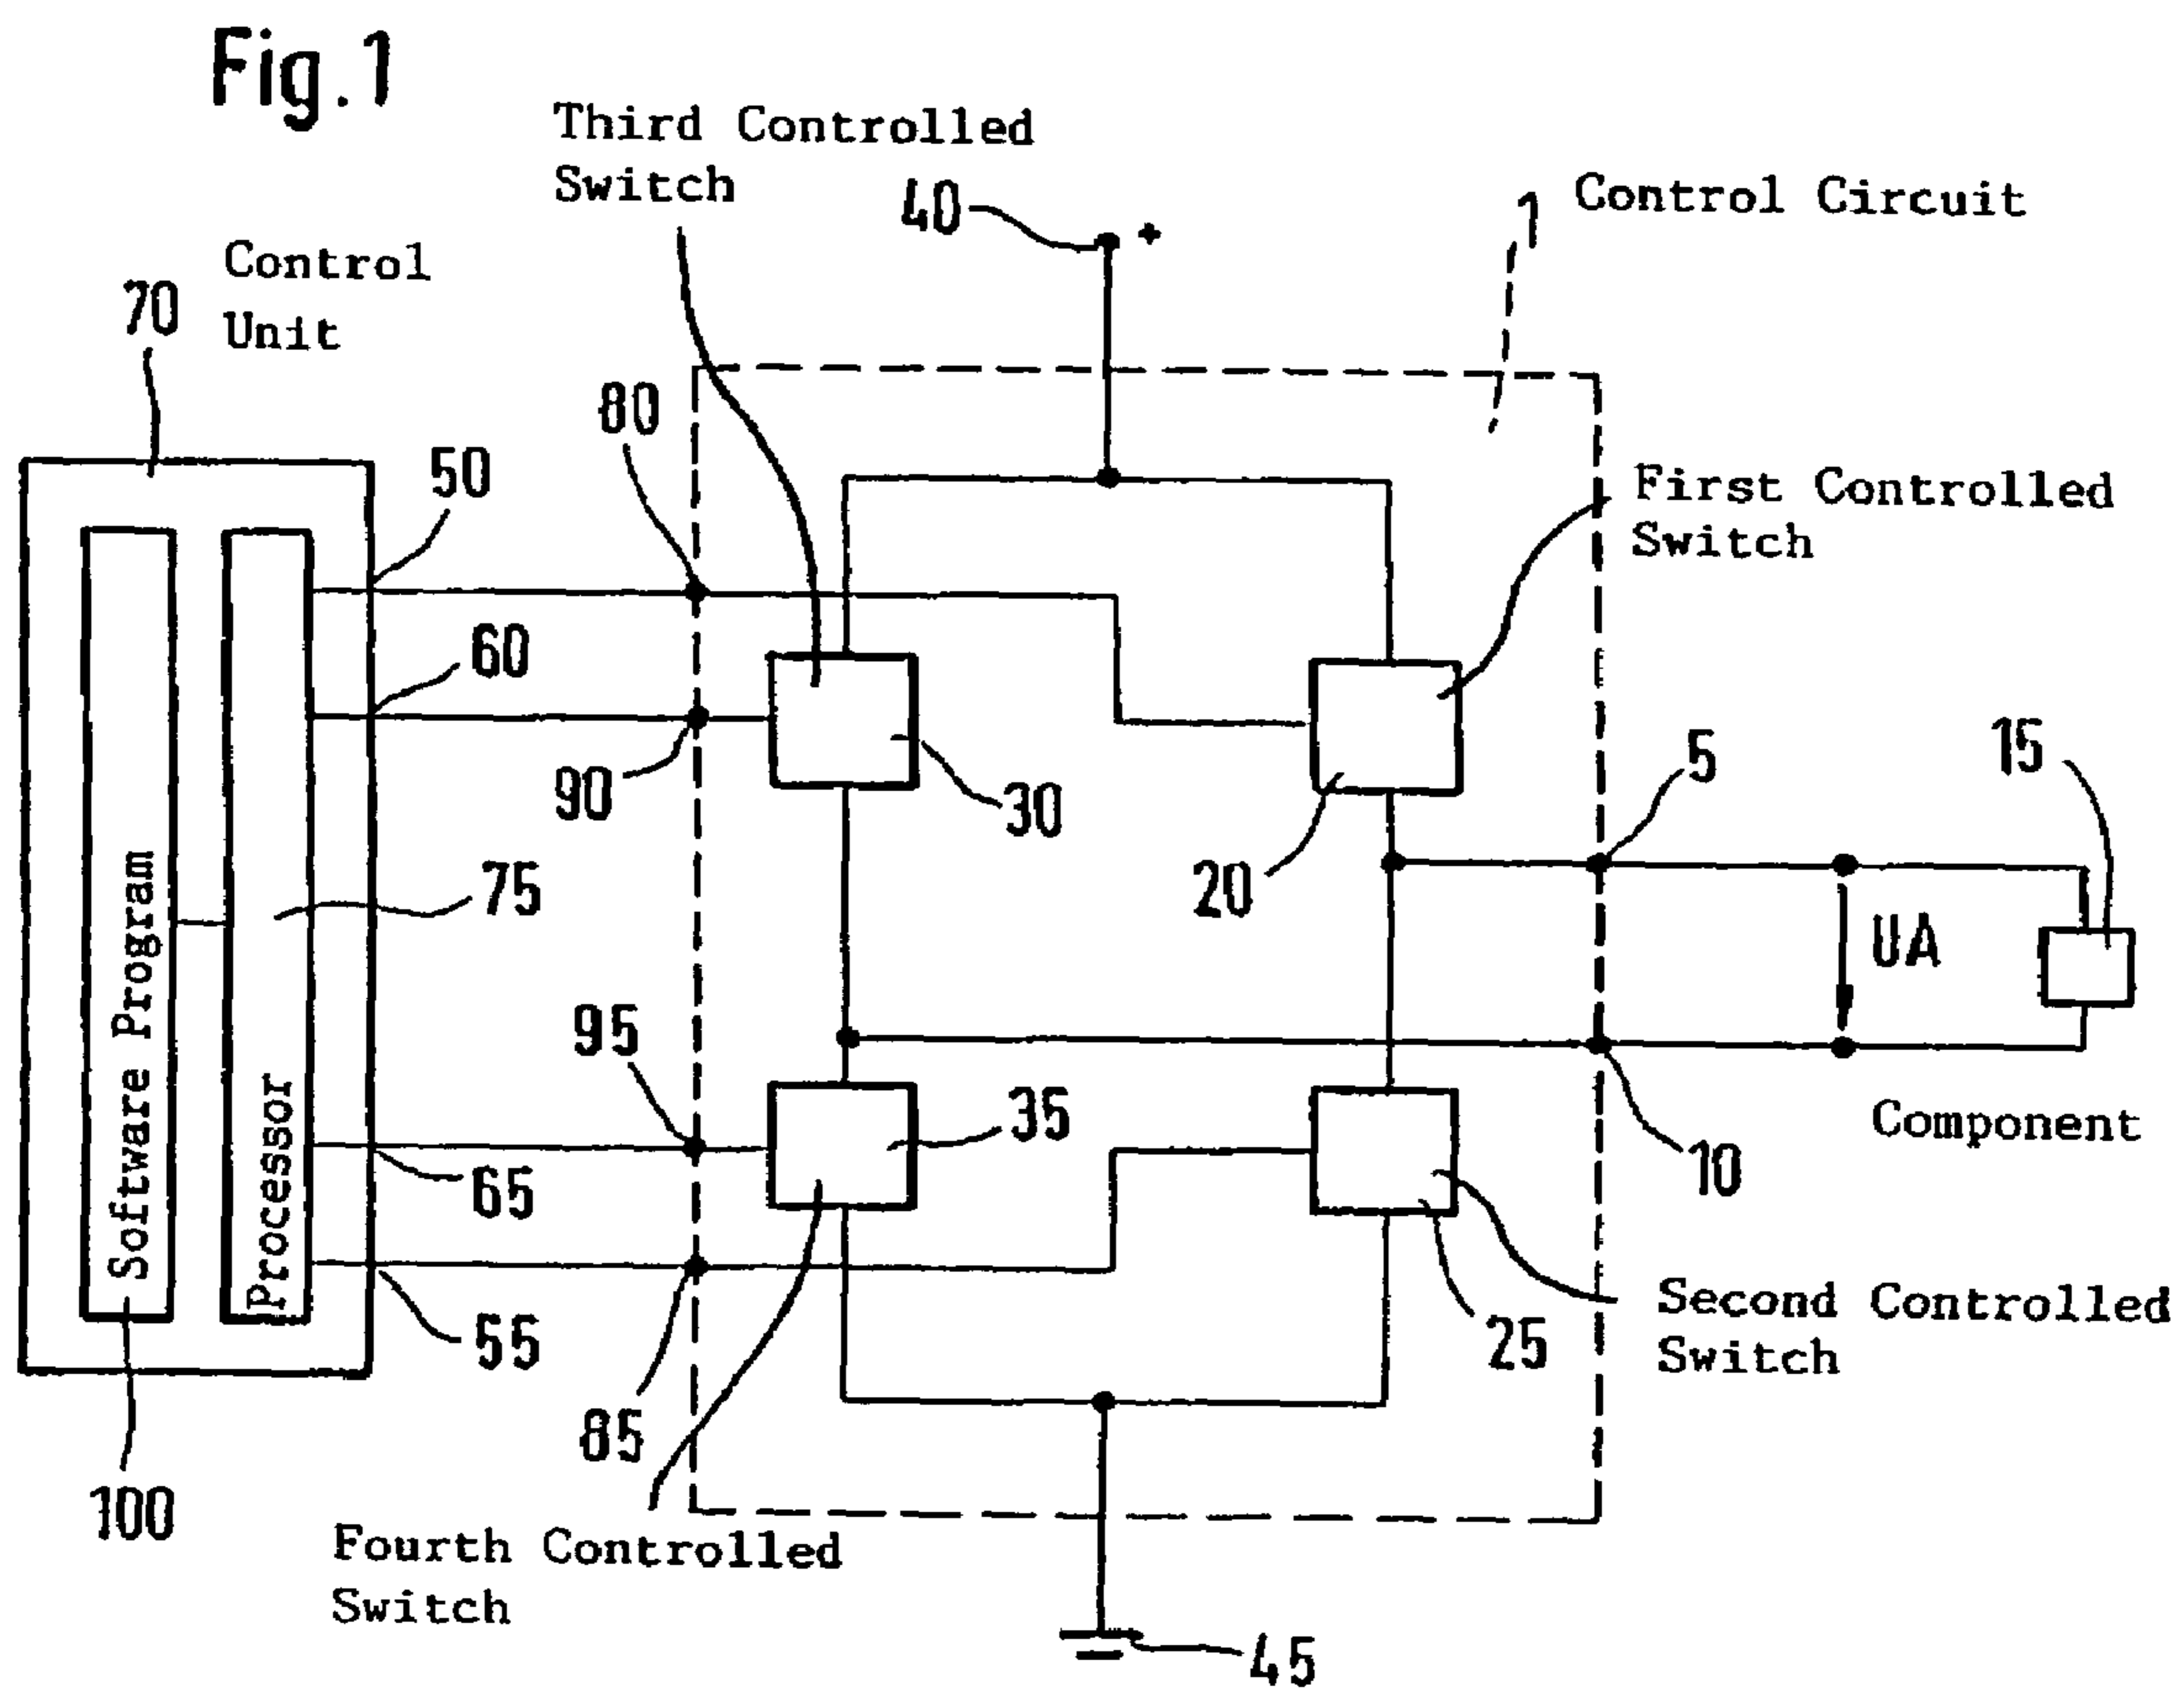 Fig.1
Third Controlled
Switch
40
+
1
Control Circuit
Control
Unit
70
80
50
First Controlled
Switch
60
90
30
5
15
20
75
UA
Software Program
Processor
95
35
Component
10
65
55
25
Second Controlled
Switch
85
100
Fourth Controlled
Switch
45